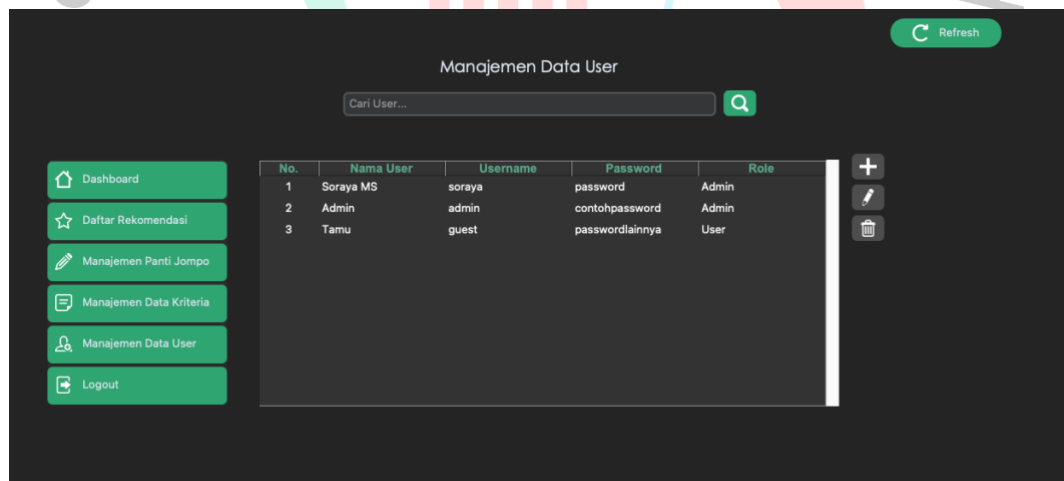 Refresh
Manajemen Data User
Cari User...
Dashboard
Daftar Rekomendasi
Manajemen Panti Jompo
Manajemen Data Kriteria
Manajemen Data User
Logout
No. Nama User Username Password Role
1 Soraya MS soraya password Admin
2 Admin admin contohpassword Admin
3 Tamu guest passwordlainnya User